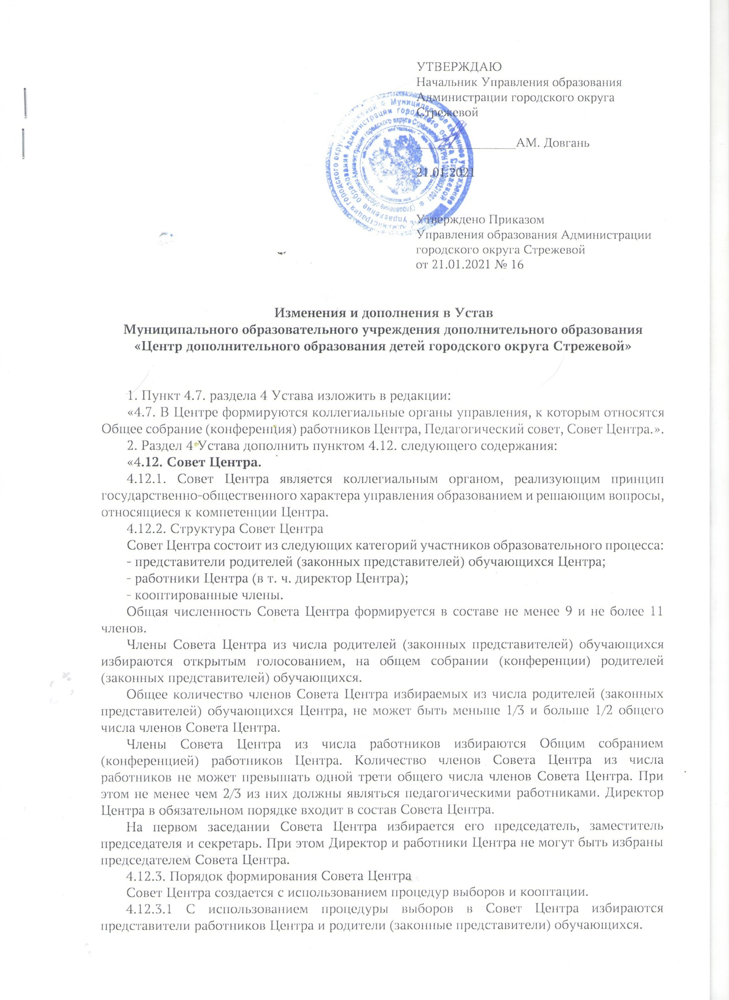 УТВЕРЖДАЮ
Начальник Управления образования
Администрации городского округа
Стрежевой
АМ. Довгань
21.01.2021
Утверждено Приказом
Управления образования Администрации
городского округа Стрежевой
от 21.01.2021 № 16
Изменения и дополнения в Устав
Муниципального образовательного учреждения дополнительного образования
«Центр дополнительного образования детей городского округа Стрежевой»
1. Пункт 4.7. раздела 4 Устава изложить в редакции:
«4.7. В Центре формируются коллегиальные органы управления, к которым относятся
Общее собрание (конференция) работников Центра, Педагогический совет, Совет Центра.».
2. Раздел 4 Устава дополнить пунктом 4.12. следующего содержания:
«4.12. Совет Центра.
4.12.1. Совет Центра является коллегиальным органом, реализующим принцип
государственно-общественного характера управления образованием и решающим вопросы,
относящиеся к компетенции Центра.
4.12.2. Структура Совет Центра
Совет Центра состоит из следующих категорий участников образовательного процесса:
- представители родителей (законных представителей) обучающихся Центра;
- работники Центра (в т. ч. директор Центра);
- кооптированные члены.
Общая численность Совета Центра формируется в составе не менее 9 и не более 11
членов.
Члены Совета Центра из числа родителей (законных представителей) обучающихся
избираются открытым голосованием, на общем собрании (конференции) родителей
(законных представителей) обучающихся.
Общее количество членов Совета Центра избираемых из числа родителей (законных
представителей) обучающихся Центра, не может быть меньше 1/3 и больше 1/2 общего
числа членов Совета Центра.
Члены Совета Центра из числа работников избираются Общим собранием
(конференцией) работников Центра. Количество членов Совета Центра из числа
работников не может превышать одной трети общего числа членов Совета Центра. При
этом не менее чем 2/3 из них должны являться педагогическими работниками. Директор
Центра в обязательном порядке входит в состав Совета Центра.
На первом заседании Совета Центра избирается его председатель, заместитель
председателя и секретарь. При этом Директор и работники Центра не могут быть избраны
председателем Совета Центра.
4.12.3. Порядок формирования Совета Центра
Совет Центра создается с использованием процедур выборов и кооптации.
4.12.3.1 С использованием процедуры выборов в Совет Центра избираются
представители работников Центра и родители (законные представители) обучающихся.